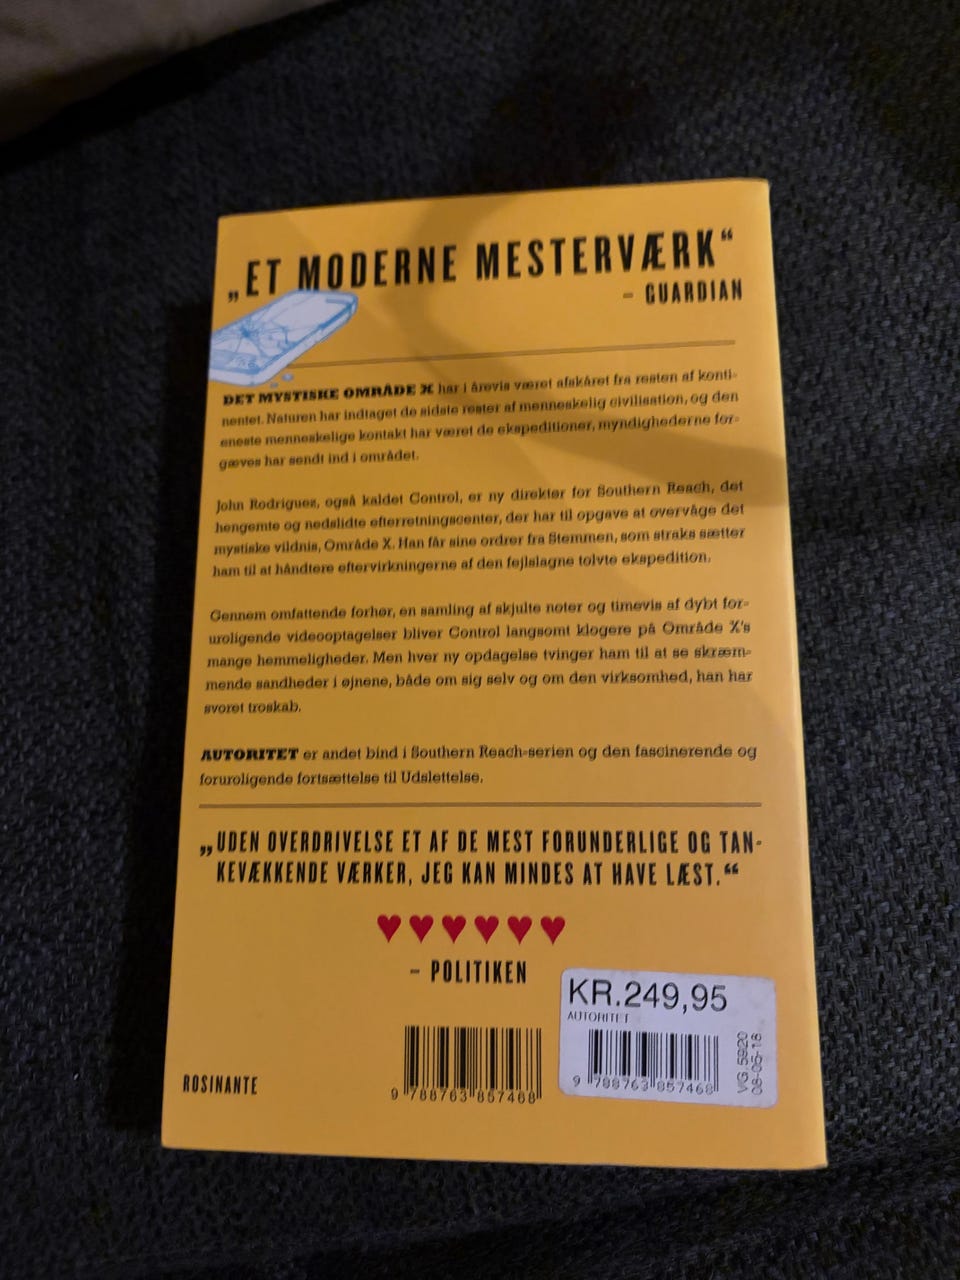 „ET MODERNE MESTERVÆRK“
– GUARDIAN
DET MYSTISKE OMRÅDE X har i årevis været afskåret fra resten af konti-
nentet. Naturen har indtaget de sidste rester af menneskelig civilisation, og den
eneste menneskelige kontakt har været de ekspeditioner, myndighederne for-
gæves har sendt ind i området.
John Rodriguez, også kaldet Control, er ny direktør for Southern Reach, det
hengemte og nedslidte efterretningscenter, der har til opgave at overvåge det
mystiske vildnis, Område X. Han får sine ordrer fra Stemmen, som straks sætter
ham til at håndtere eftervirkningerne af den fejlslagne tolvte ekspedition.
Gennem omfattende forhør, en samling af skjulte noter og timevis af dybt for-
uroligende videooptagelser bliver Control langsomt klogere på Område X's
mange hemmeligheder. Men hver ny opdagelse tvinger ham til at se skræm-
mende sandheder i øjnene, både om sig selv og om den virksomhed, han har
svoret troskab.
AUTORITET er andet bind i Southern Reach-serien og den fascinerende og
foruroligende fortsættelse til Udslettelse.
„UDEN OVERDRIVELSE ET AF DE MEST FORUNDERLIGE OG TAN-
KEVÆKKENDE VÆRKER, JEG KAN MINDES AT HAVE LÆST.“
♥♥♥♥♥♥
– POLITIKEN
KR.249,95
AUTORITET
9 788763 857468
VG 5920
08-05-18
ROSINANTE
9 788763 857468